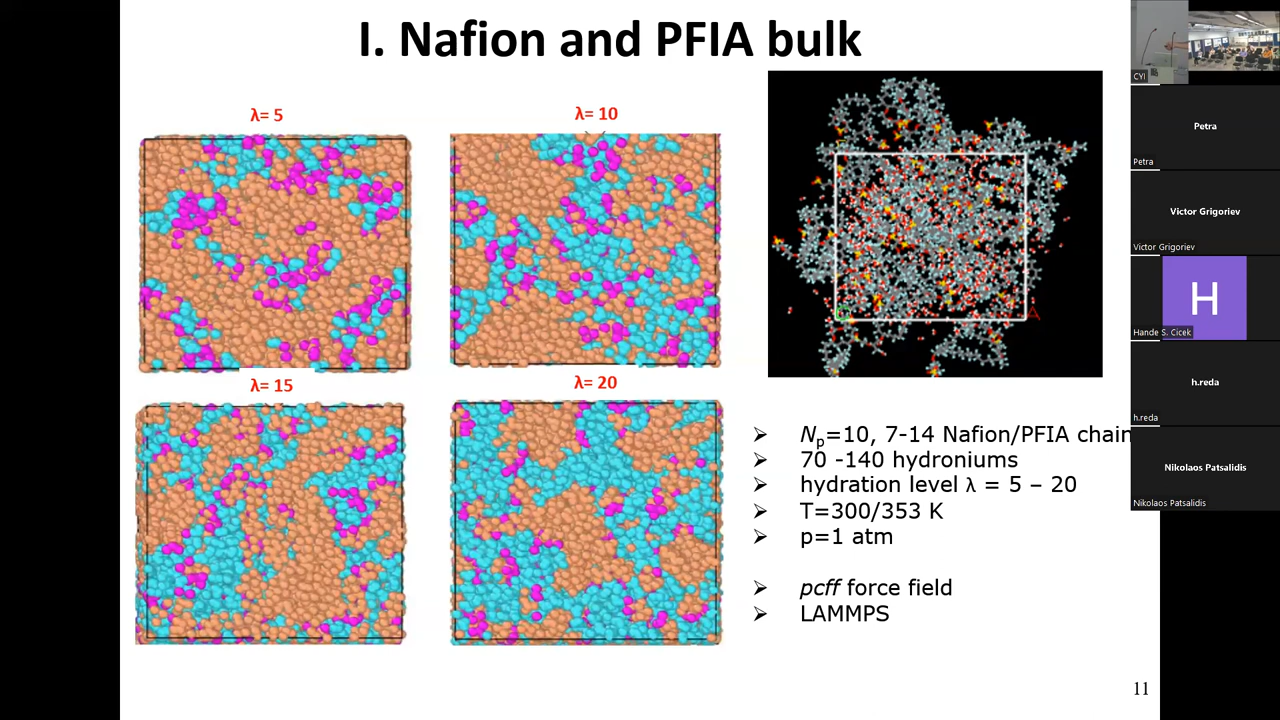 I. Nafion and PFIA bulk
λ= 5
λ= 10
λ= 15
λ= 20
➢ Np=10, 7-14 Nafion/PFIA chain
➢ 70 -140 hydroniums
➢ hydration level λ = 5 – 20
➢ T=300/353 K
➢ p=1 atm
➢ pcff force field
➢ LAMMPS
11
CYI
Petra
Petra
Victor Grigoriev
Victor Grigoriev
H
Hande S. Cicek
h.reda
h.reda
Nikolaos Patsalidis
Nikolaos Patsalidis